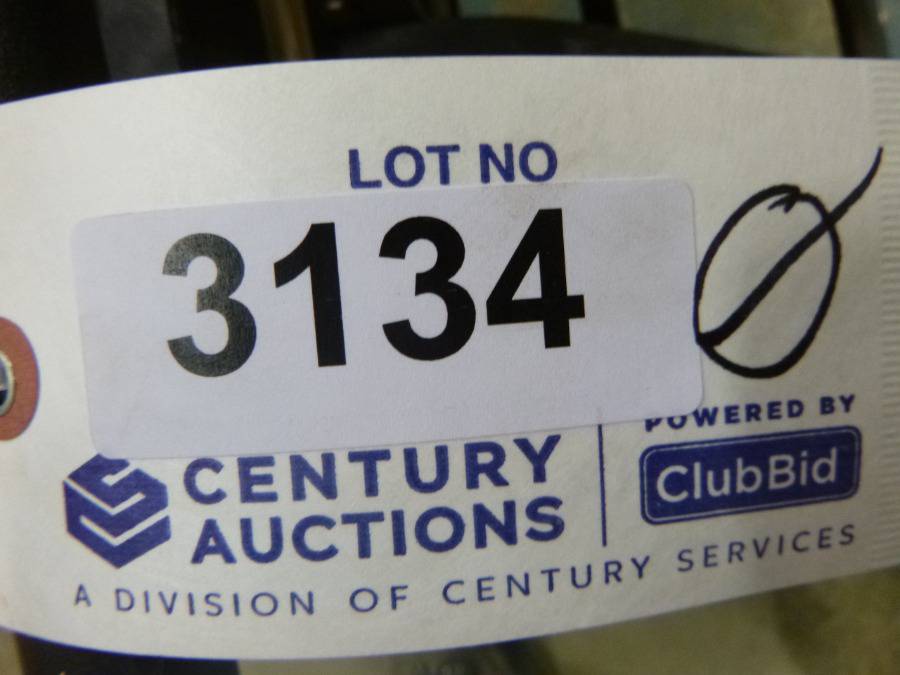 LOT NO
3134 Ø
POWERED BY
ClubBid
CENTURY
AUCTIONS
A DIVISION OF CENTURY SERVICES